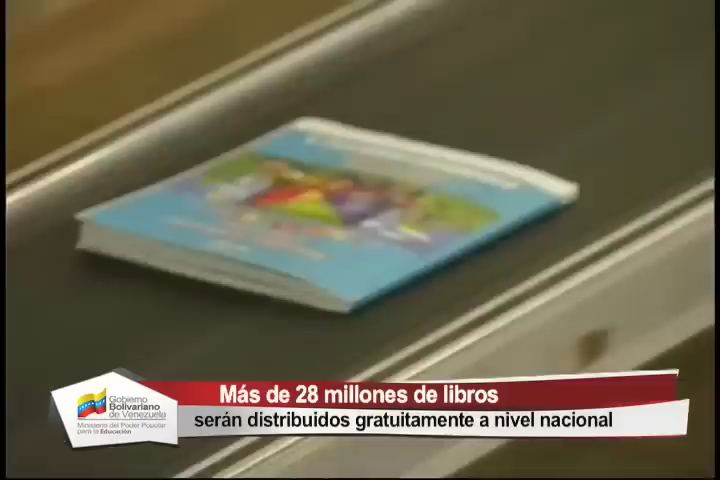 Más de 28 millones de libros
serán distribuidos gratuitamente a nivel nacional
Gobierno
Bolivariano
de Venezuela
Ministerio del Poder Popular
para la Educación